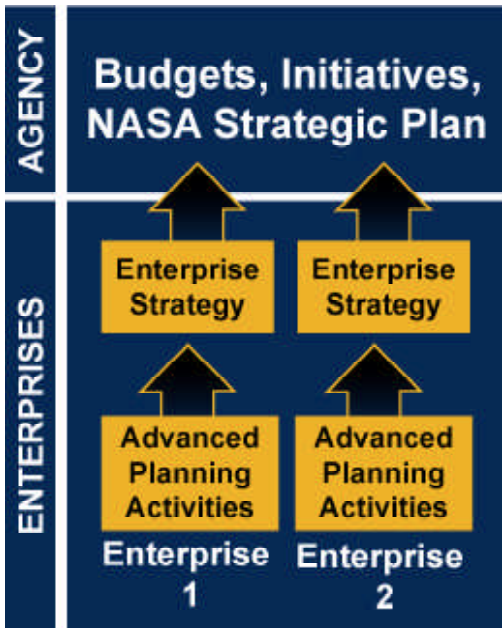 AGENCY
Budgets, Initiatives,
NASA Strategic Plan
ENTERPRISES
Enterprise
Strategy
Enterprise
Strategy
Advanced
Planning
Activities
Advanced
Planning
Activities
Enterprise
1
Enterprise
2